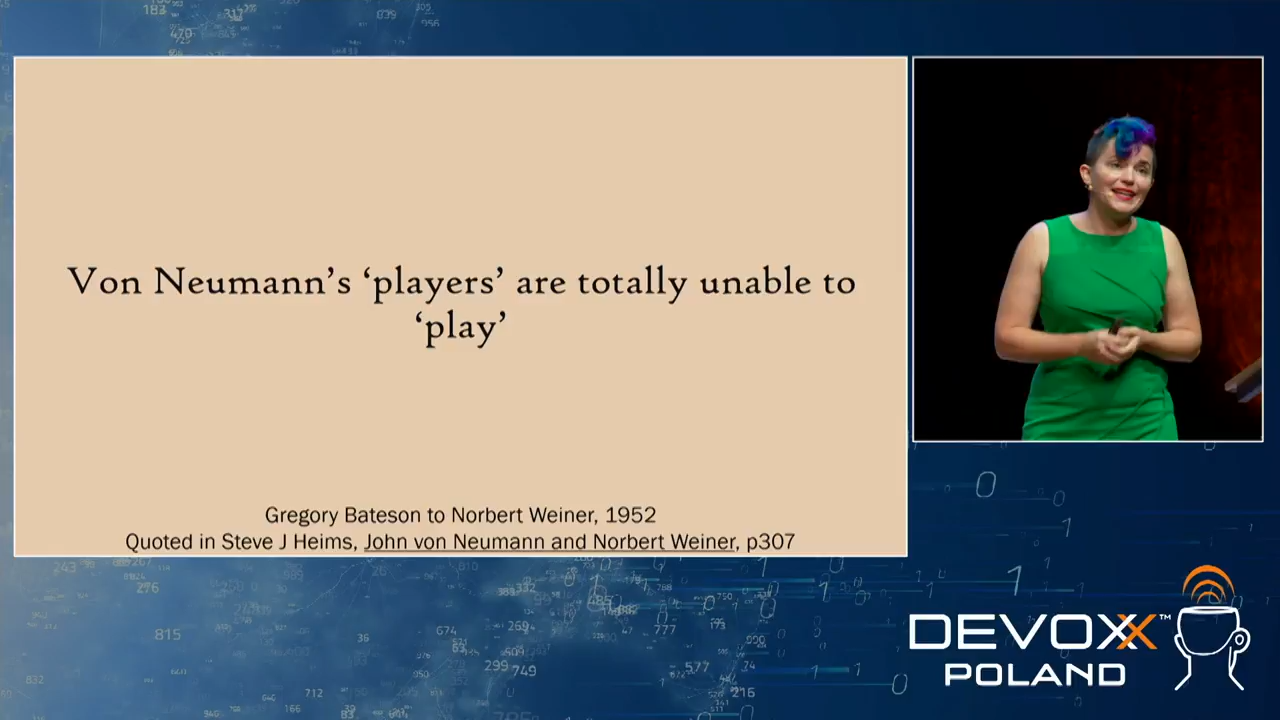 Von Neumann's 'players' are totally unable to
'play'
Gregory Bateson to Norbert Weiner, 1952
Quoted in Steve J Heims, John von Neumann and Norbert Weiner, p307
DEVOXX™
POLAND